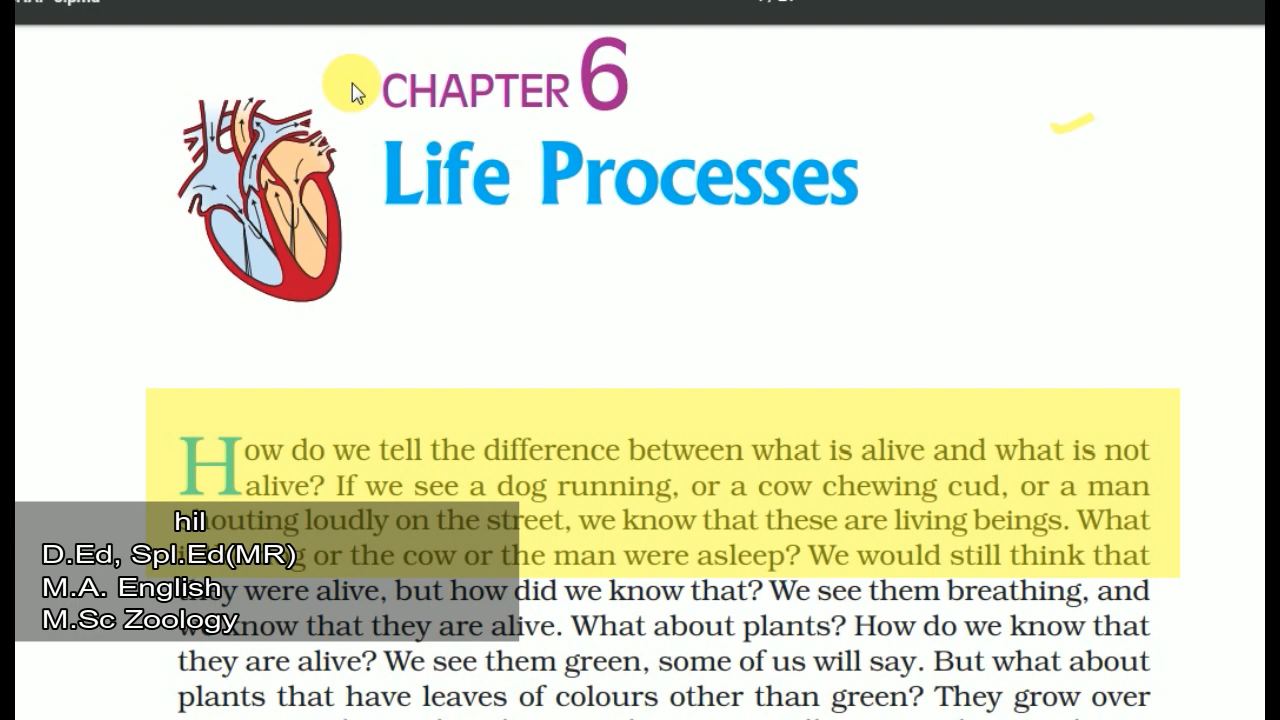 CHAPTER 6
Life Processes
How do we tell the difference between what is alive and what is not
alive? If we see a dog running, or a cow chewing cud, or a man
outing loudly on the street, we know that these are living beings. What
or the cow or the man were asleep? We would still think that
they were alive, but how did we know that? We see them breathing, and
we know that they are alive. What about plants? How do we know that
they are alive? We see them green, some of us will say. But what about
plants that have leaves of colours other than green? They grow over
hil
D.Ed, Spl.Ed(MR)
M.A. English
M.Sc Zoology